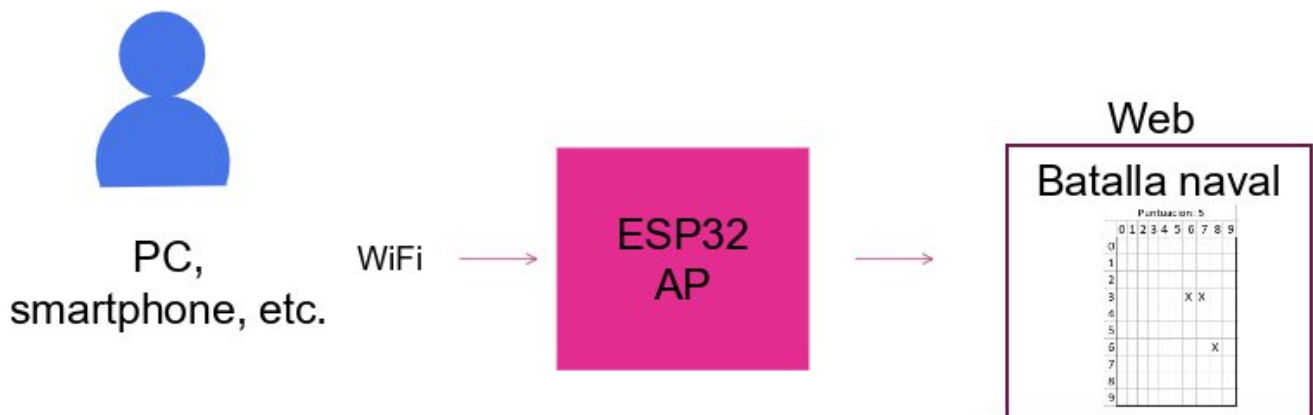 Web
Batalla naval
Puntuacion: 5
0 1 2 3 4 5 6 7 8 9
0
1
2
3 X X
4
5
6 X
7
8
9
PC,
smartphone, etc.
WiFi
ESP32
AP